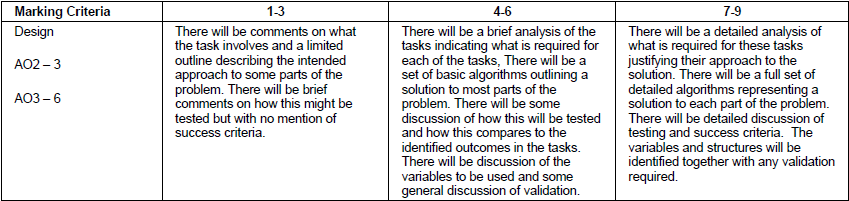 Marking Criteria
1-3
4-6
7-9
Design
AO2 – 3
AO3 – 6
There will be comments on what
the task involves and a limited
outline describing the intended
approach to some parts of the
problem. There will be brief
comments on how this might be
tested but with no mention of
success criteria.
There will be a brief analysis of the
tasks indicating what is required for
each of the tasks, There will be a
set of basic algorithms outlining a
solution to most parts of the
problem. There will be some
discussion of how this will be tested
and how this compares to the
identified outcomes in the tasks.
There will be discussion of the
variables to be used and some
general discussion of validation.
There will be a detailed analysis of
what is required for these tasks
justifying their approach to the
solution. There will be a full set of
detailed algorithms representing a
solution to each part of the problem.
There will be detailed discussion of
testing and success criteria.  The
variables and structures will be
identified together with any validation
required.